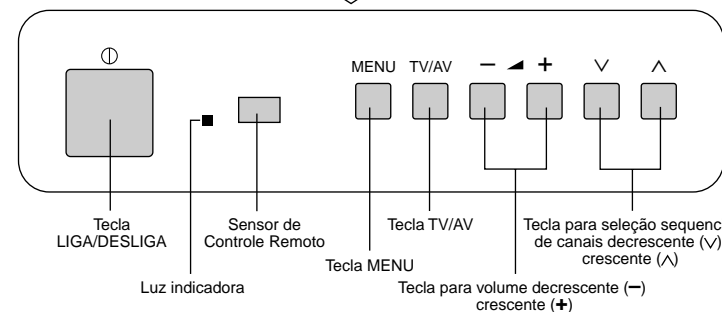 MENU TV/AV − +
Tecla
LIGA/DESLIGA
Sensor de
Controle Remoto
Tecla TV/AV
Tecla para seleção
de canais decrescente (∨)
crescente (∧)
Tecla MENU
Luz indicadora
Tecla para volume decrescente (−)
crescente (+)